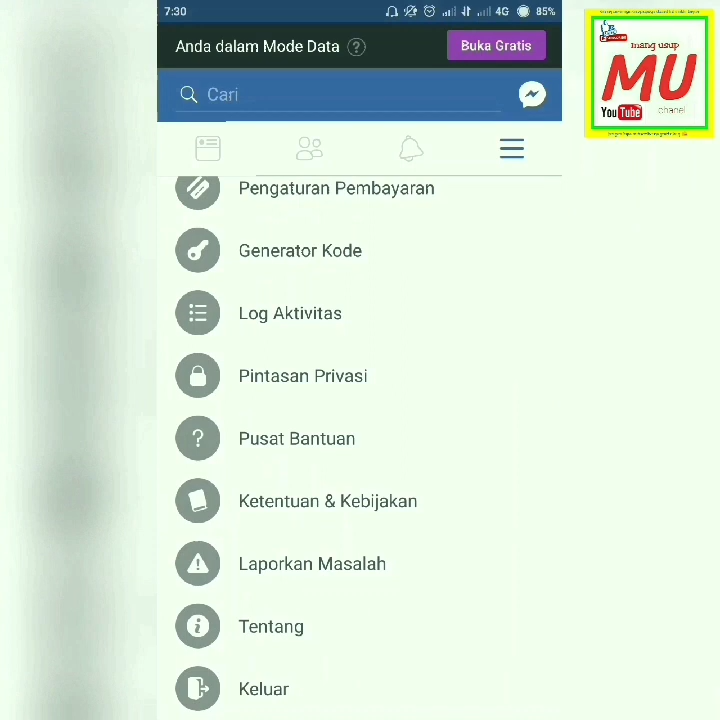 7:30
4G
85%
Anda dalam Mode Data
Buka Gratis
Cari
mang usup
MU
YouTube
chanel
Pengaturan Pembayaran
Generator Kode
Log Aktivitas
Pintasan Privasi
Pusat Bantuan
Ketentuan & Kebijakan
Laporkan Masalah
Tentang
Keluar